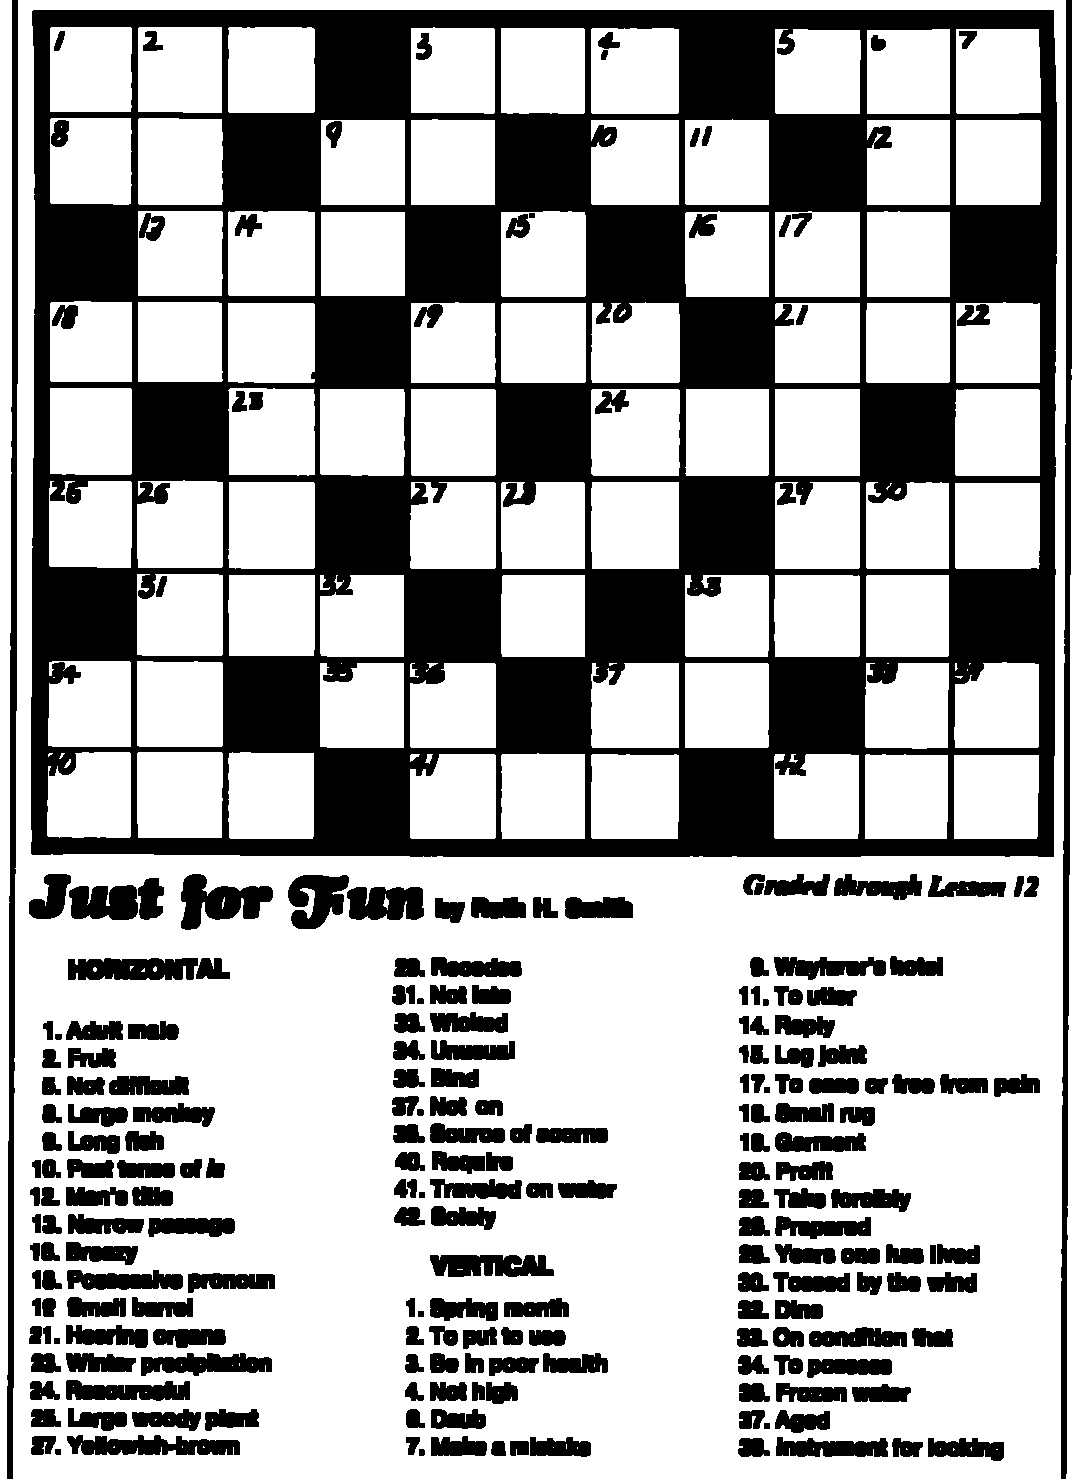 1 2 3 4 5 6 7
8 9 10 11 12
13 14 15 16 17
18 19 20 21 22
23 24
25 26 27 28 29 30
31 32 33
34 35 36 37 38 39
40 41 42
Just for Fun by Ruth H. Smith
Graded through Lesson 12
HORIZONTAL
1. Adult male
2. Fruit
5. Not difficult
8. Large monkey
9. Long fish
10. Past tense of is
12. Man's title
13. Narrow passage
16. Breezy
18. Possessive pronoun
19 Small barrel
21. Hearing organs
23. Winter precipitation
24. Resourceful
25. Large woody plant
27. Yellowish-brown
29. Recedes
31. Not late
33. Wicked
34. Unusual
35. Bind
37. Not on
38. Source of acorns
40. Require
41. Traveled on water
42. Solely
VERTICAL
1. Spring month
2. To put to use
3. Be in poor health
4. Not high
6. Daub
7. Make a mistake
9. Wayfarer's hotel
11. To utter
14. Reply
15. Leg joint
17. To ease or free from pain
18. Small rug
19. Garment
20. Profit
22. Take forcibly
26. Prepared
28. Years one has lived
30. Tossed by the wind
32. Dine
33. On condition that
34. To possess
36. Frozen water
37. Aged
39. Instrument for looking